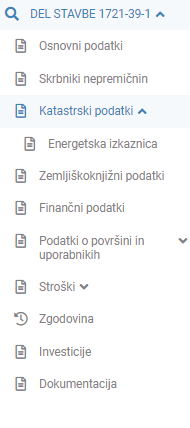 DEL STAVBE 1721-39-1
Osnovni podatki
Skrbniki nepremičnin
Katastrski podatki
Energetska izkaznica
Zemljiškoknjižni podatki
Finančni podatki
Podatki o površini in
uporabnikih
Stroški
Zgodovina
Investicije
Dokumentacija